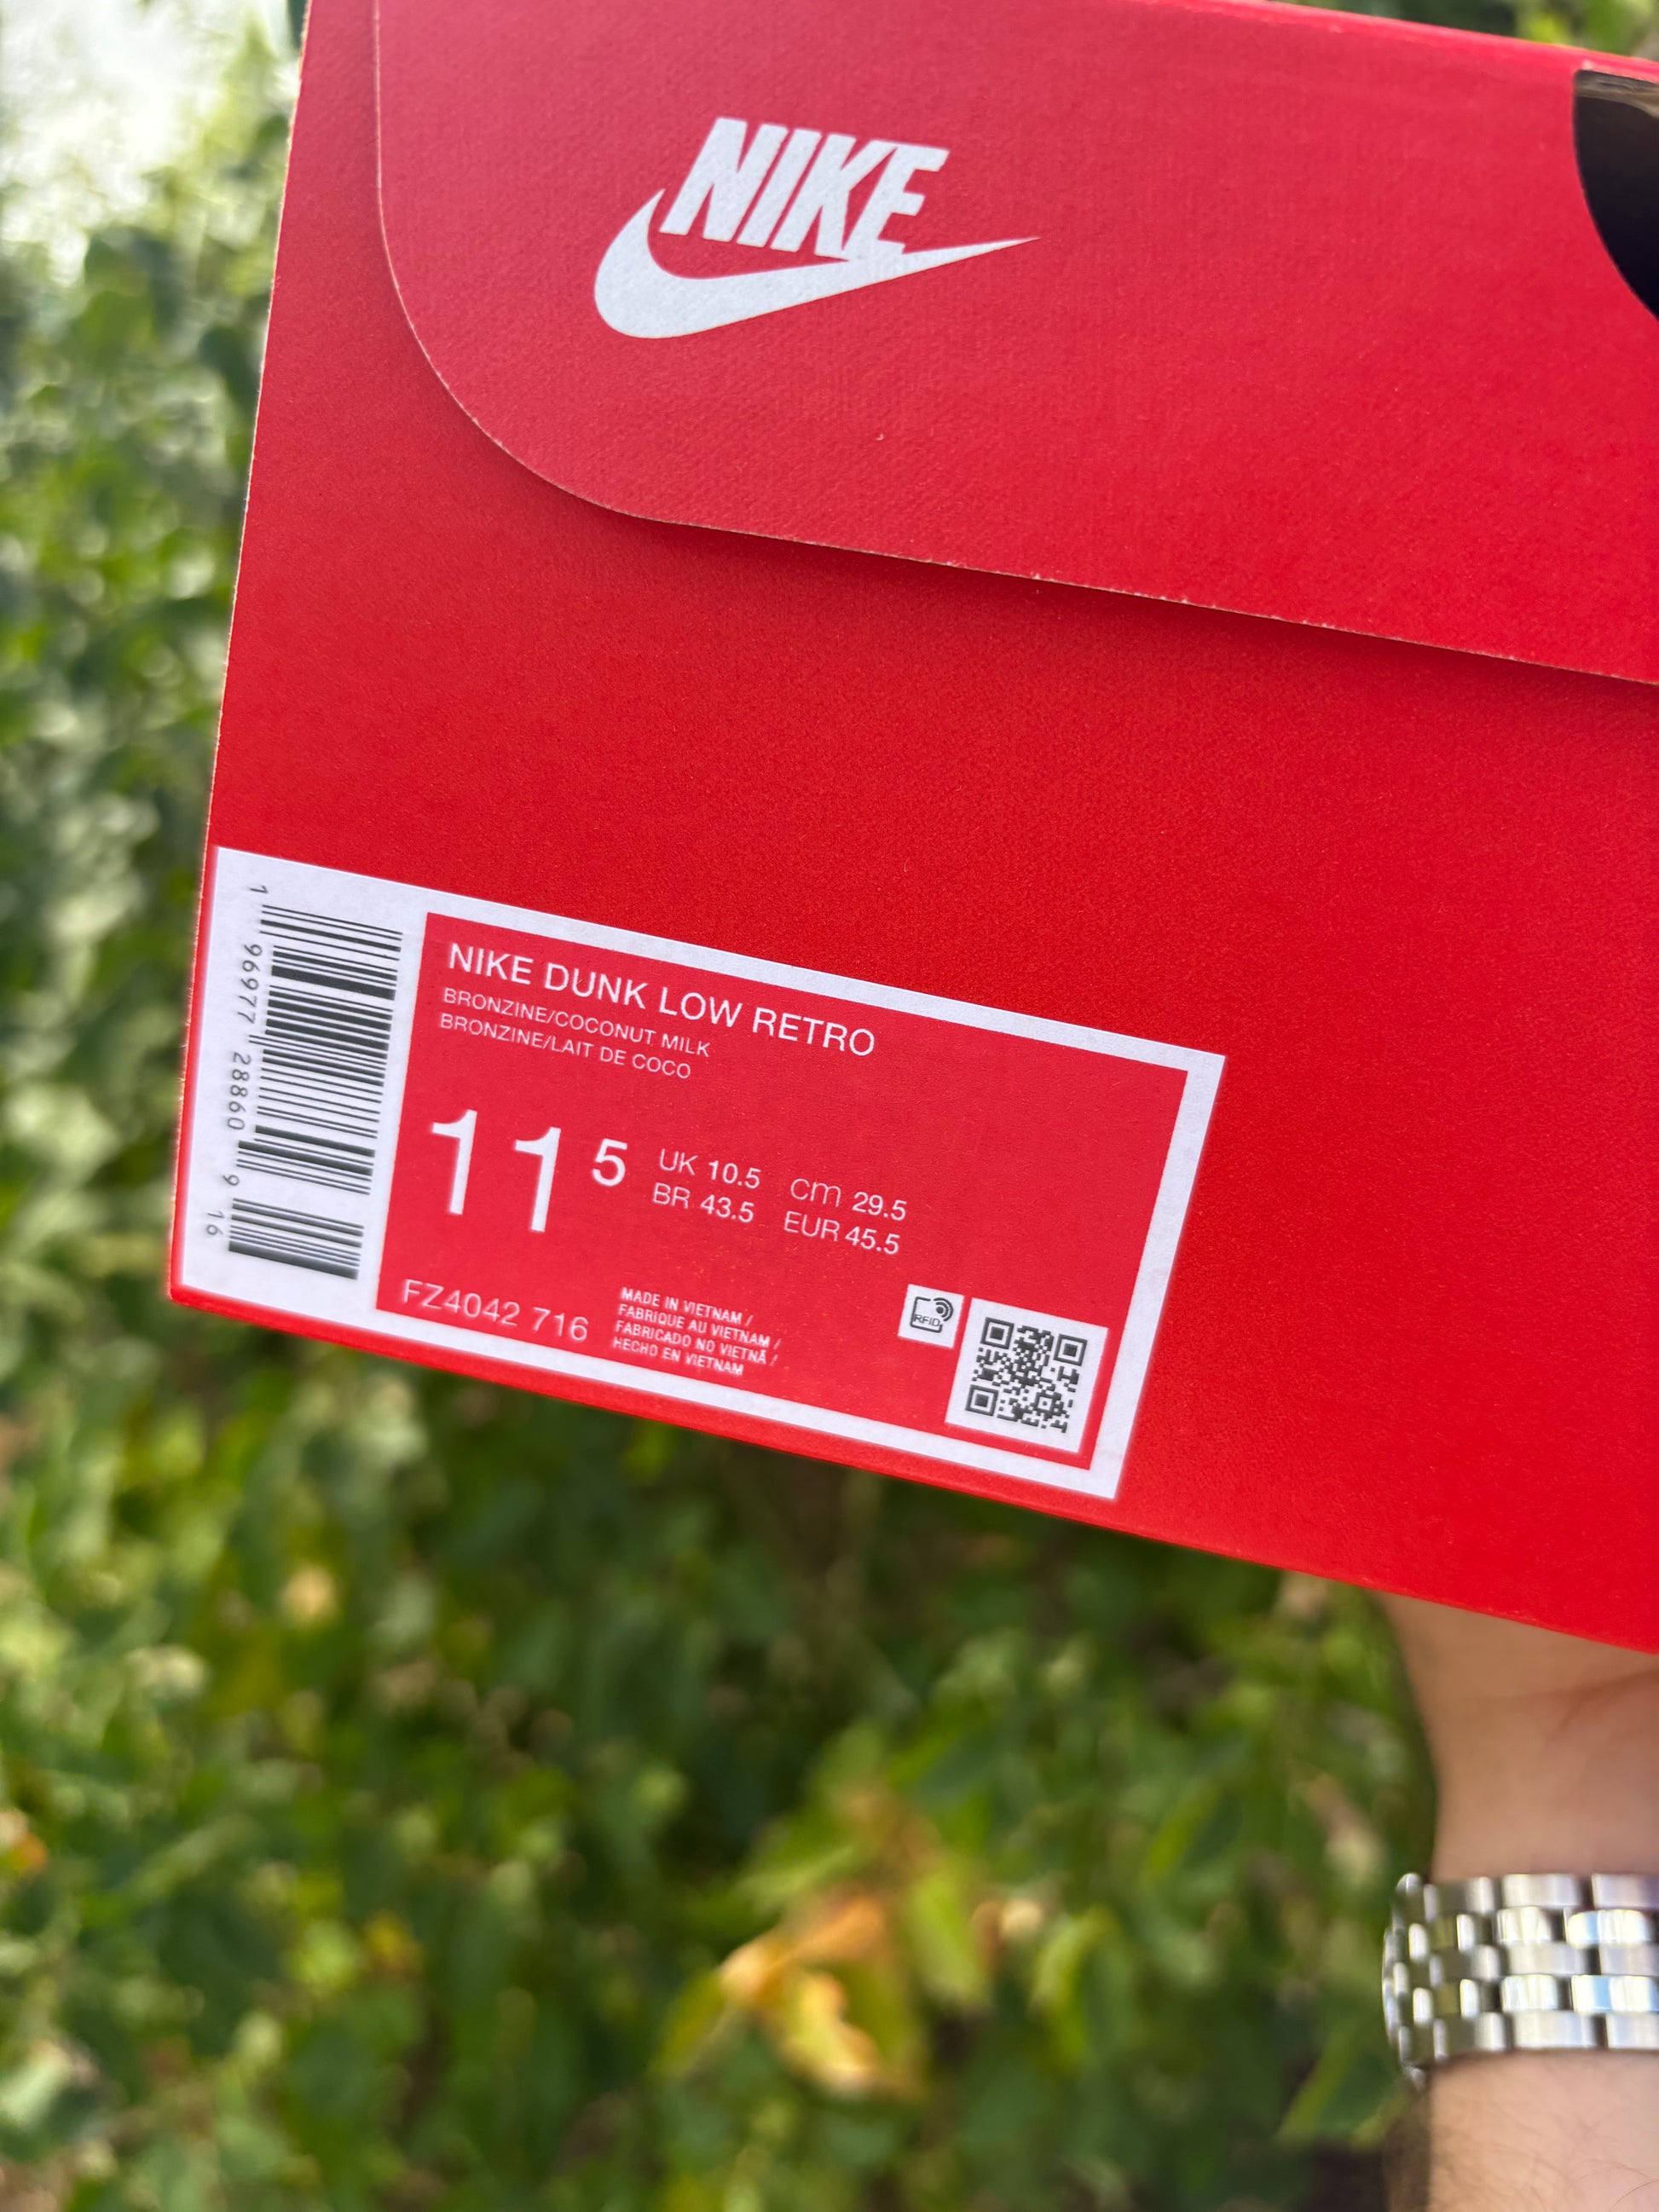 NIKE
NIKE DUNK LOW RETRO
BRONZINE/COCONUT MILK
BRONZINE/LAIT DE COCO
11 5
UK 10.5 cm 29.5
BR 43.5 EUR 45.5
FZ4042 716
MADE IN VIETNAM /
FABRIQUE AU VIETNAM /
FABRICADO NO VIETNÃ /
HECHO EN VIETNAM
RFID
1 96977 28860 9 16